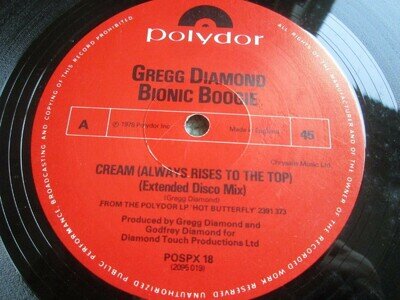 polydor
GREGG DIAMOND
BIONIC BOOGIE.
A
℗ 1978 Polydor Inc
Made in England
45
Chrysalis Music Ltd
CREAM (ALWAYS RISES TO THE TOP)
(Extended Disco Mix)
(Gregg Diamond)
FROM THE POLYDOR LP 'HOT BUTTERFLY' 2391 373
Produced by Gregg Diamond and
Godfrey Diamond for
Diamond Touch Productions Ltd
POSPX 18
(2095 019)
ALL RIGHTS OF THE MANUFACTURER AND OF THE OWNER OF THE RECORDED WORK RESERVED. UNAUTHORIZED PUBLIC PERFORMANCE, BROADCASTING AND COPYING OF THIS RECORD PROHIBITED